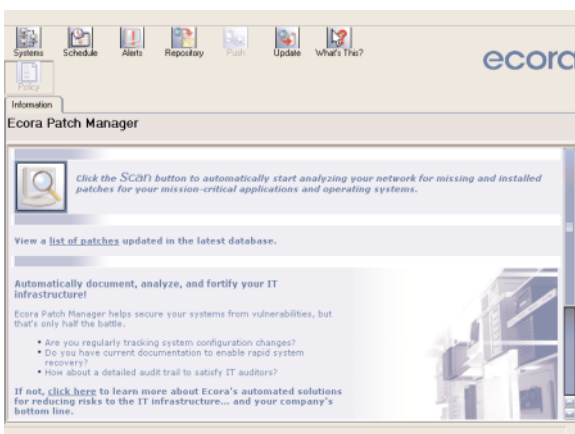 Systems Schedule Alerts Repository Push Update What's This?
ecora
Policy
Information
Ecora Patch Manager
Click the Scan button to automatically start analyzing your network for missing and installed
patches for your mission-critical applications and operating systems.
View a list of patches updated in the latest database.
Automatically document, analyze, and fortify your IT
infrastructure!
Ecora Patch Manager helps secure your systems from vulnerabilities, but
that's only half the battle.
• Are you regularly tracking system configuration changes?
• Do you have current documentation to enable rapid system
recovery?
• How about a detailed audit trail to satisfy IT auditors?
If not, click here to learn more about Ecora's automated solutions
for reducing risks to the IT infrastructure... and your company's
bottom line.